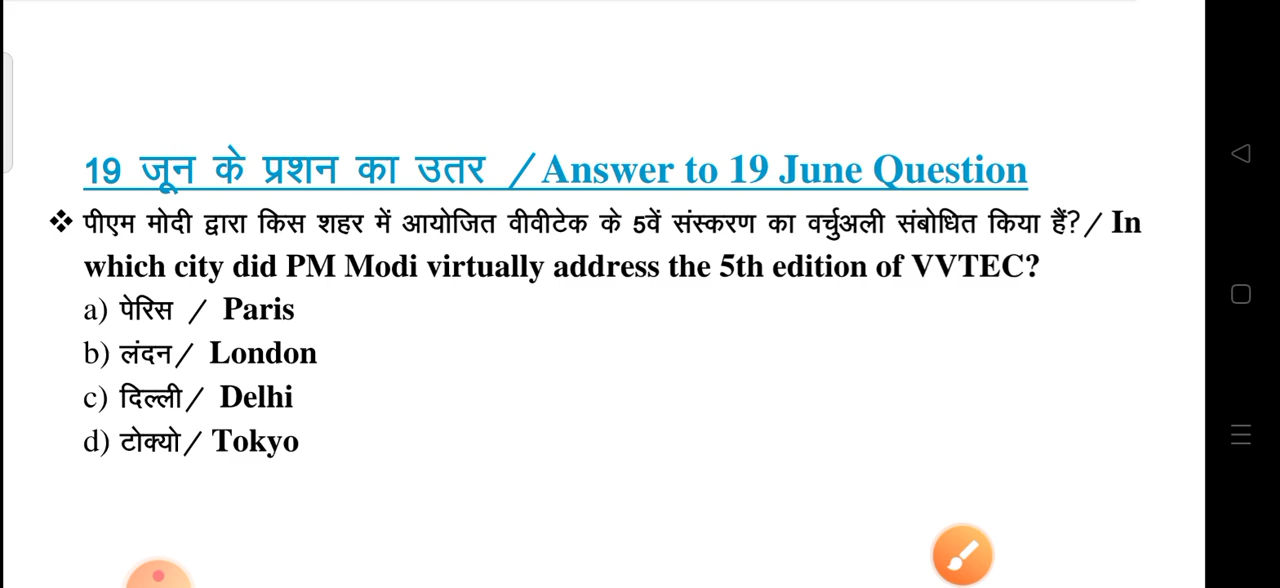 19 जून के प्रशन का उतर / Answer to 19 June Question
❖ पीएम मोदी द्वारा किस शहर में आयोजित वीवीटेक के 5वें संस्करण का वर्चुअली संबोधित किया हैं? / In
which city did PM Modi virtually address the 5th edition of VVTEC?
a) पेरिस / Paris
b) लंदन / London
c) दिल्ली / Delhi
d) टोक्यो / Tokyo